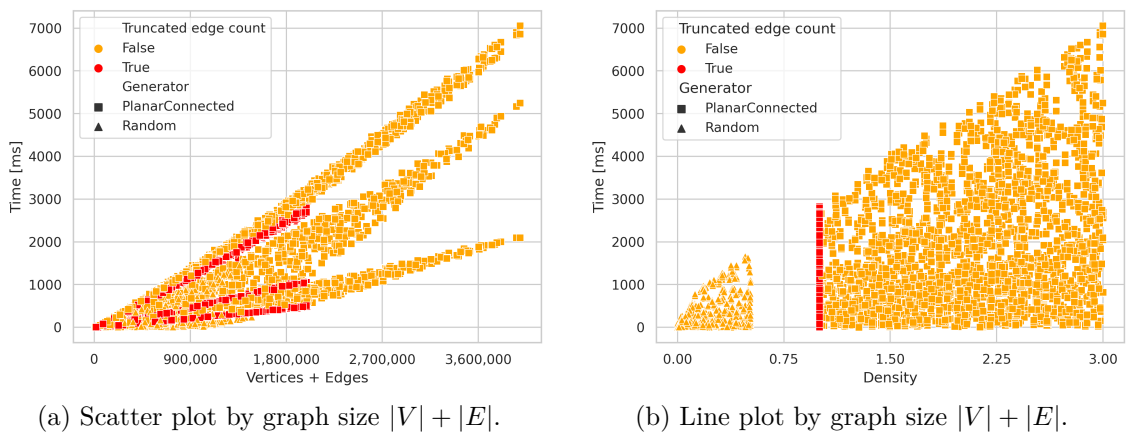 Truncated edge count
False
True
Generator
PlanarConnected
Random
Time [ms]
7000
6000
5000
4000
3000
2000
1000
0
0
900,000
1,800,000
2,700,000
3,600,000
Vertices + Edges
(a) Scatter plot by graph size |V| + |E|.
Truncated edge count
False
True
Generator
PlanarConnected
Random
Time [ms]
7000
6000
5000
4000
3000
2000
1000
0
0.00
0.75
1.50
2.25
3.00
Density
(b) Line plot by graph size |V| + |E|.